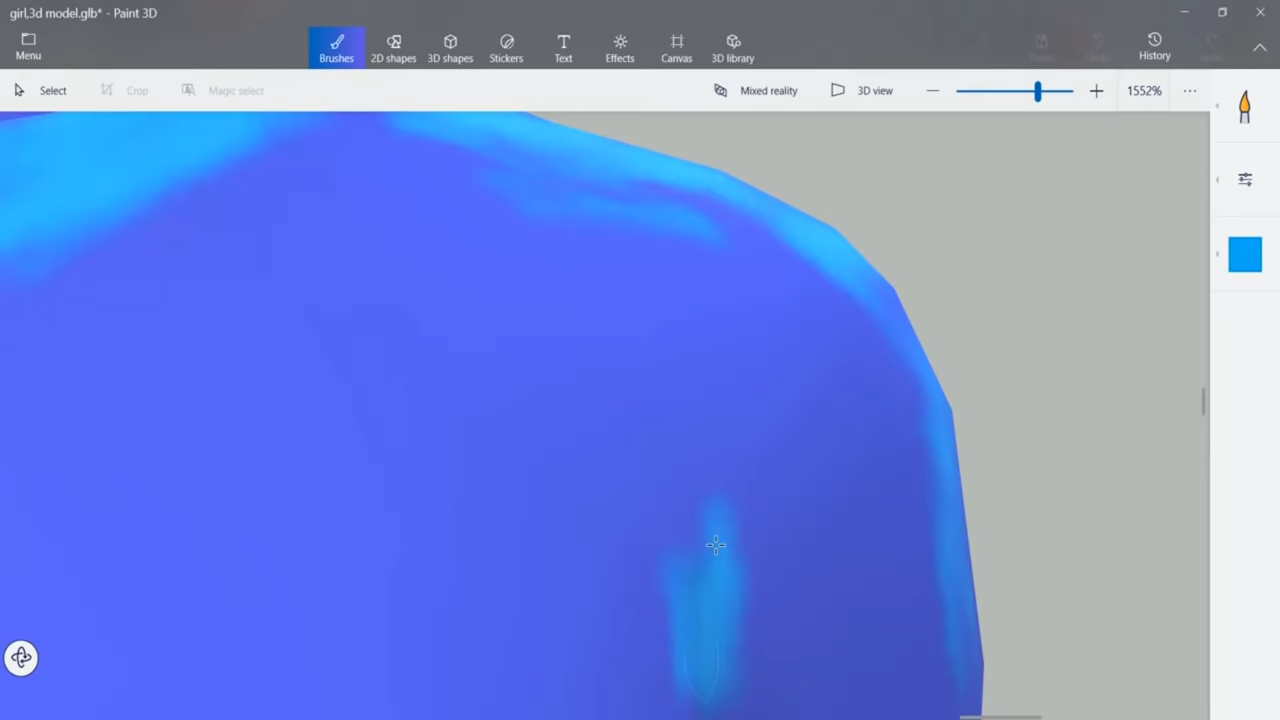 girl,3d model.glb* - Paint 3D
Menu
Brushes
2D shapes
3D shapes
Stickers
Text
Effects
Canvas
3D library
History
Select
Crop
Magic select
Mixed reality
3D view
1552%